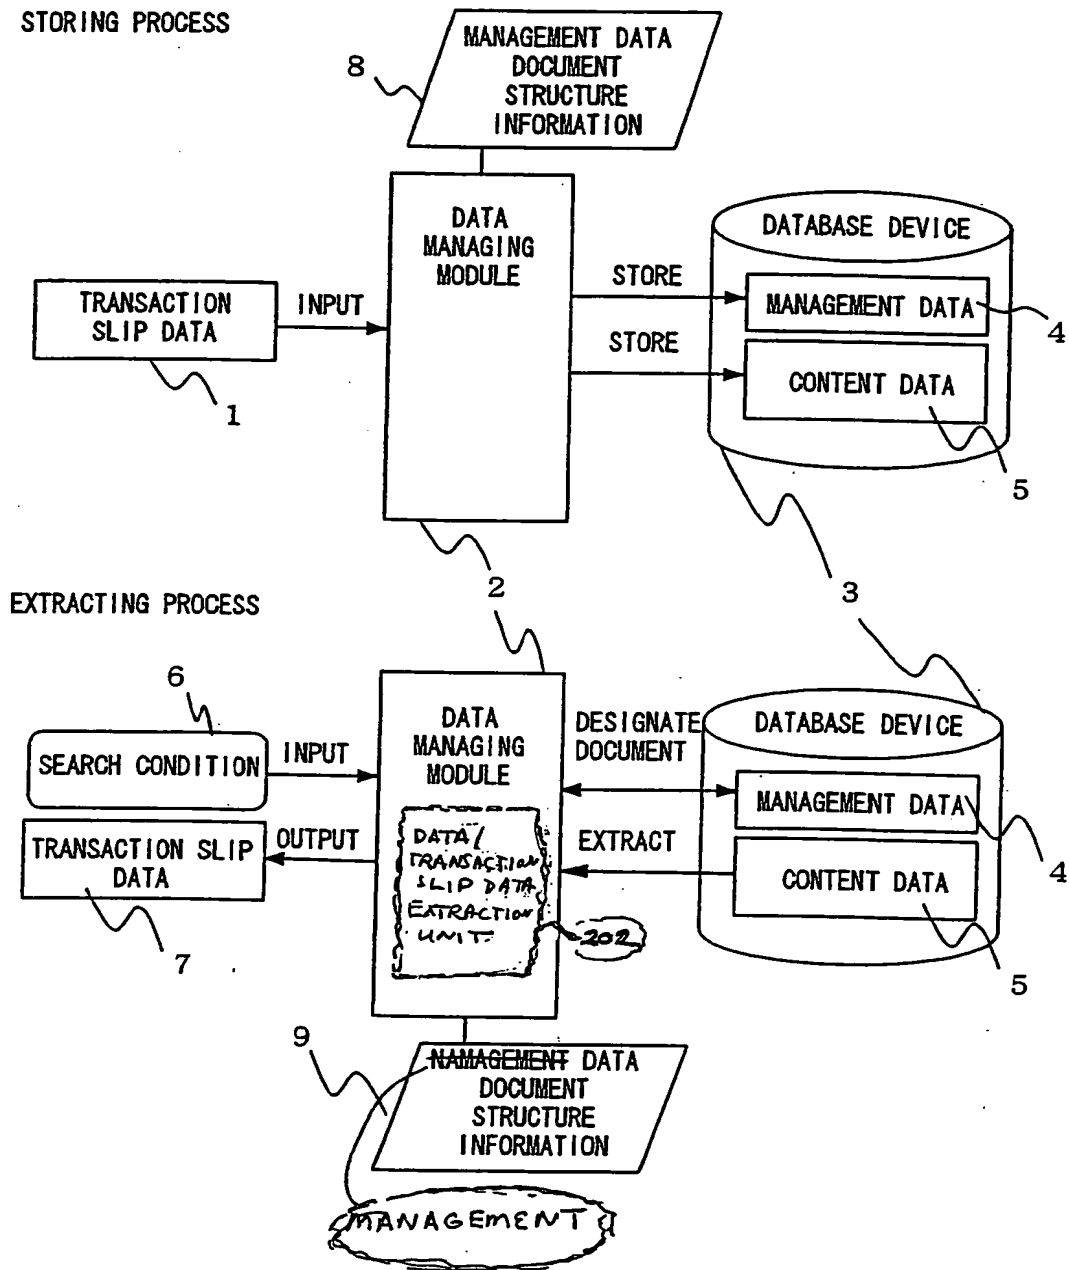 STORING PROCESS
MANAGEMENT DATA
DOCUMENT
STRUCTURE
INFORMATION
8
DATA
MANAGING
MODULE
DATABASE DEVICE
TRANSACTION
SLIP DATA
INPUT
STORE
MANAGEMENT DATA
4
STORE
CONTENT DATA
1
5
2
3
EXTRACTING PROCESS
6
SEARCH CONDITION
INPUT
DATA
MANAGING
MODULE
DESIGNATE
DOCUMENT
DATABASE DEVICE
MANAGEMENT DATA
4
TRANSACTION SLIP
DATA
OUTPUT
DATA/
TRANSACTION
SLIP DATA
EXTRACTION
UNIT
202
EXTRACT
CONTENT DATA
7
5
9
NAMAGEMENT DATA
DOCUMENT
STRUCTURE
INFORMATION
MANAGEMENT